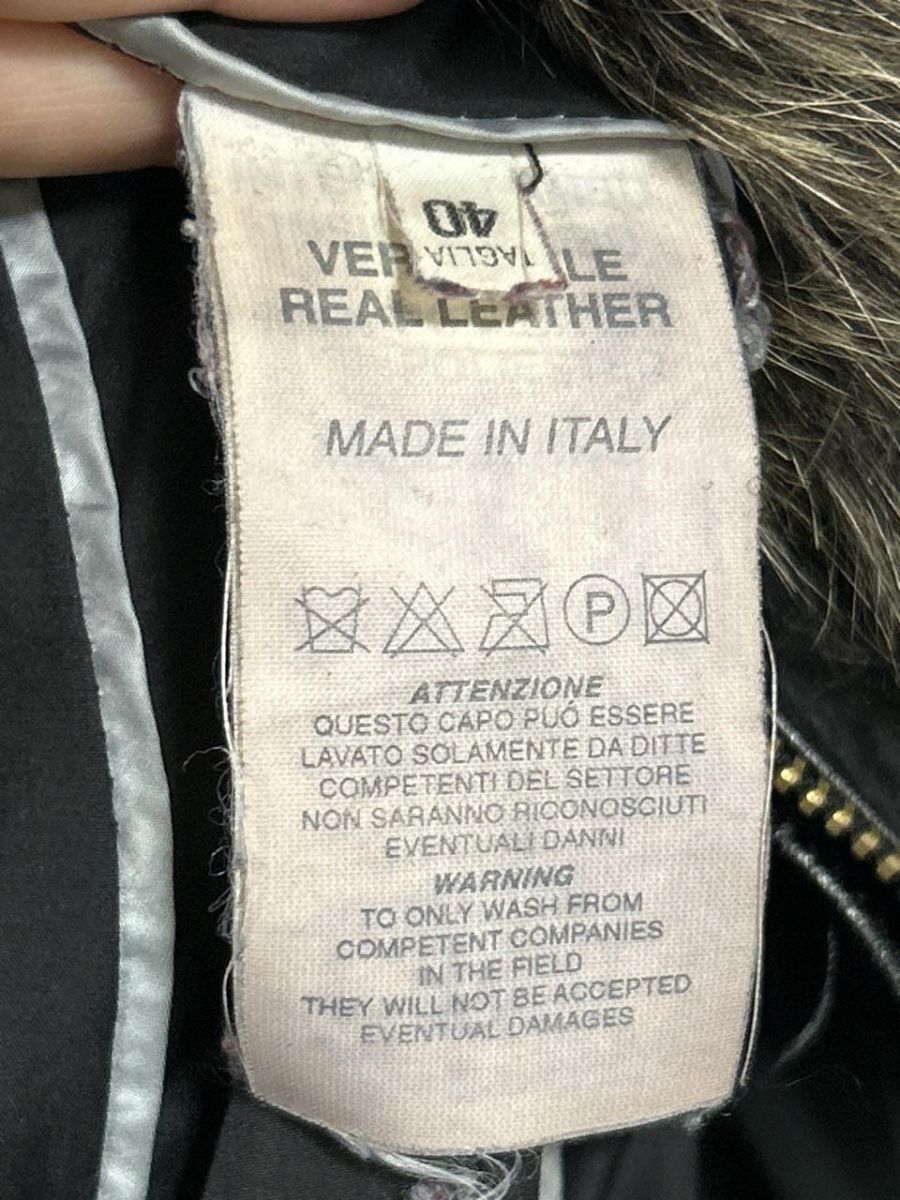 40
TAGLIA
VER LE
REAL LEATHER
MADE IN ITALY
P
ATTENZIONE
QUESTO CAPO PUÓ ESSERE
LAVATO SOLAMENTE DA DITTE
COMPETENTI DEL SETTORE
NON SARANNO RICONOSCIUTI
EVENTUALI DANNI
WARNING
TO ONLY WASH FROM
COMPETENT COMPANIES
IN THE FIELD
THEY WILL NOT BE ACCEPTED
EVENTUAL DAMAGES